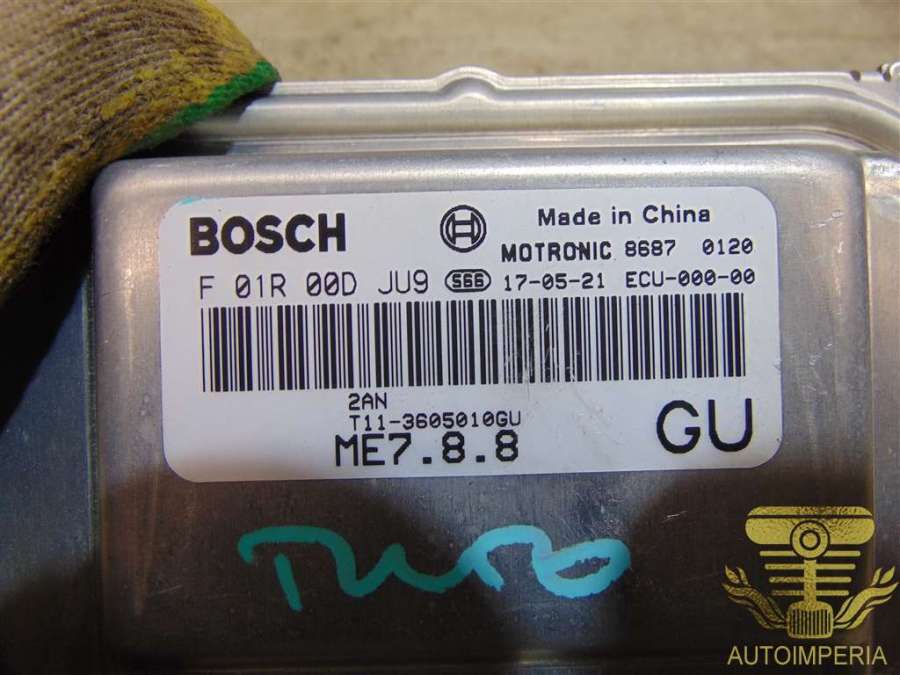 BOSCH
Made in China
MOTRONIC 8687 0120
F 01R 00D JU9 S66 17-05-21 ECU-000-00
2AN
T11-3605010GU
ME7.8.8
GU
AUTOIMPERIA